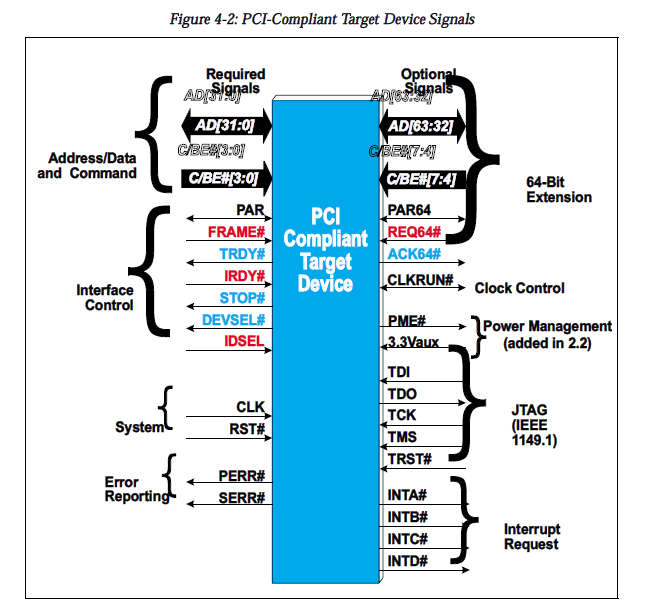 Figure 4-2: PCI-Compliant Target Device Signals
Required
Signals
Optional
Signals
AD[31:0]
AD[31:0]
C/BE#[3:0]
C/BE#[3:0]
Address/Data
and Command
PAR
FRAME#
TRDY#
IRDY#
STOP#
DEVSEL#
IDSEL
Interface
Control
CLK
RST#
System
PERR#
SERR#
Error
Reporting
PCI
Compliant
Target
Device
AD[63:32]
AD[63:32]
C/BE#[7:4]
C/BE#[7:4]
PAR64
REQ64#
ACK64#
64-Bit
Extension
CLKRUN#
Clock Control
PME#
3.3Vaux
Power Management
(added in 2.2)
TDI
TDO
TCK
TMS
TRST#
JTAG
(IEEE
1149.1)
INTA#
INTB#
INTC#
INTD#
Interrupt
Request